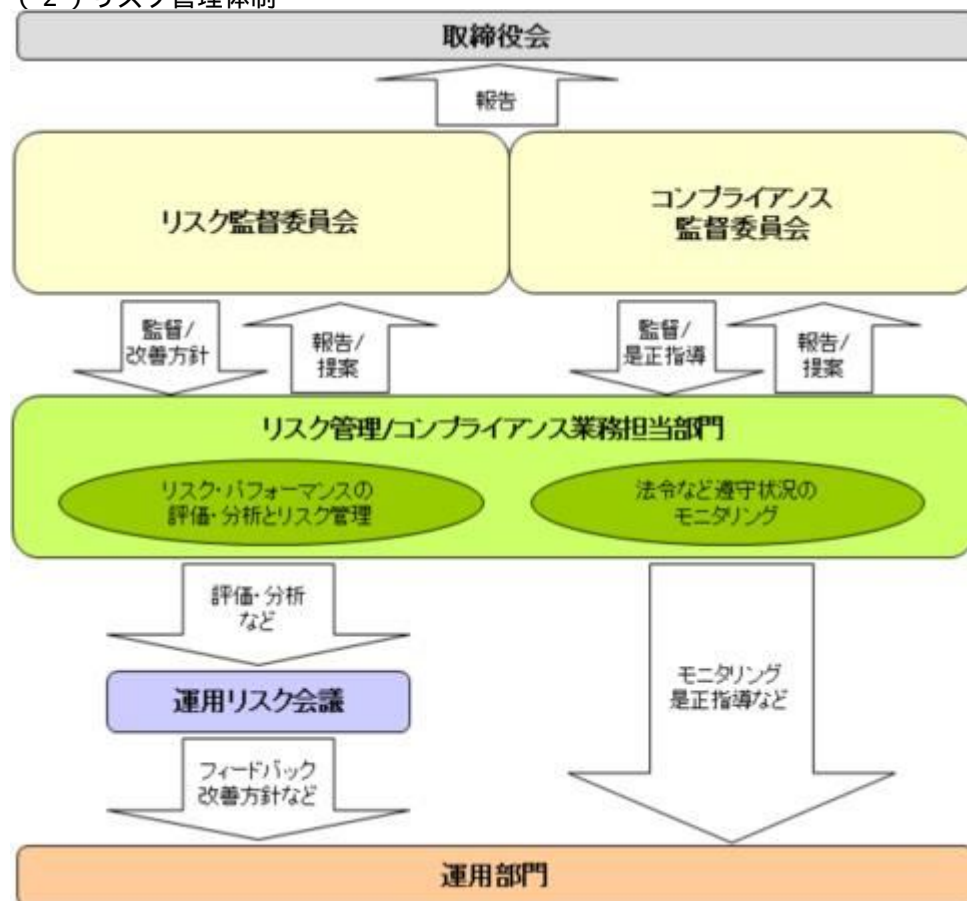 (2)リスク管理体制
取締役会
報告
リスク監督委員会
コンプライアンス
監督委員会
監督/
改善方針
報告/
提案
監督/
是正指導
報告/
提案
リスク管理/コンプライアンス業務担当部門
リスク・パフォーマンスの
評価・分析とリスク管理
法令など遵守状況の
モニタリング
評価・分析
など
運用リスク会議
モニタリング
是正指導など
フィードバック
改善方針など
運用部門